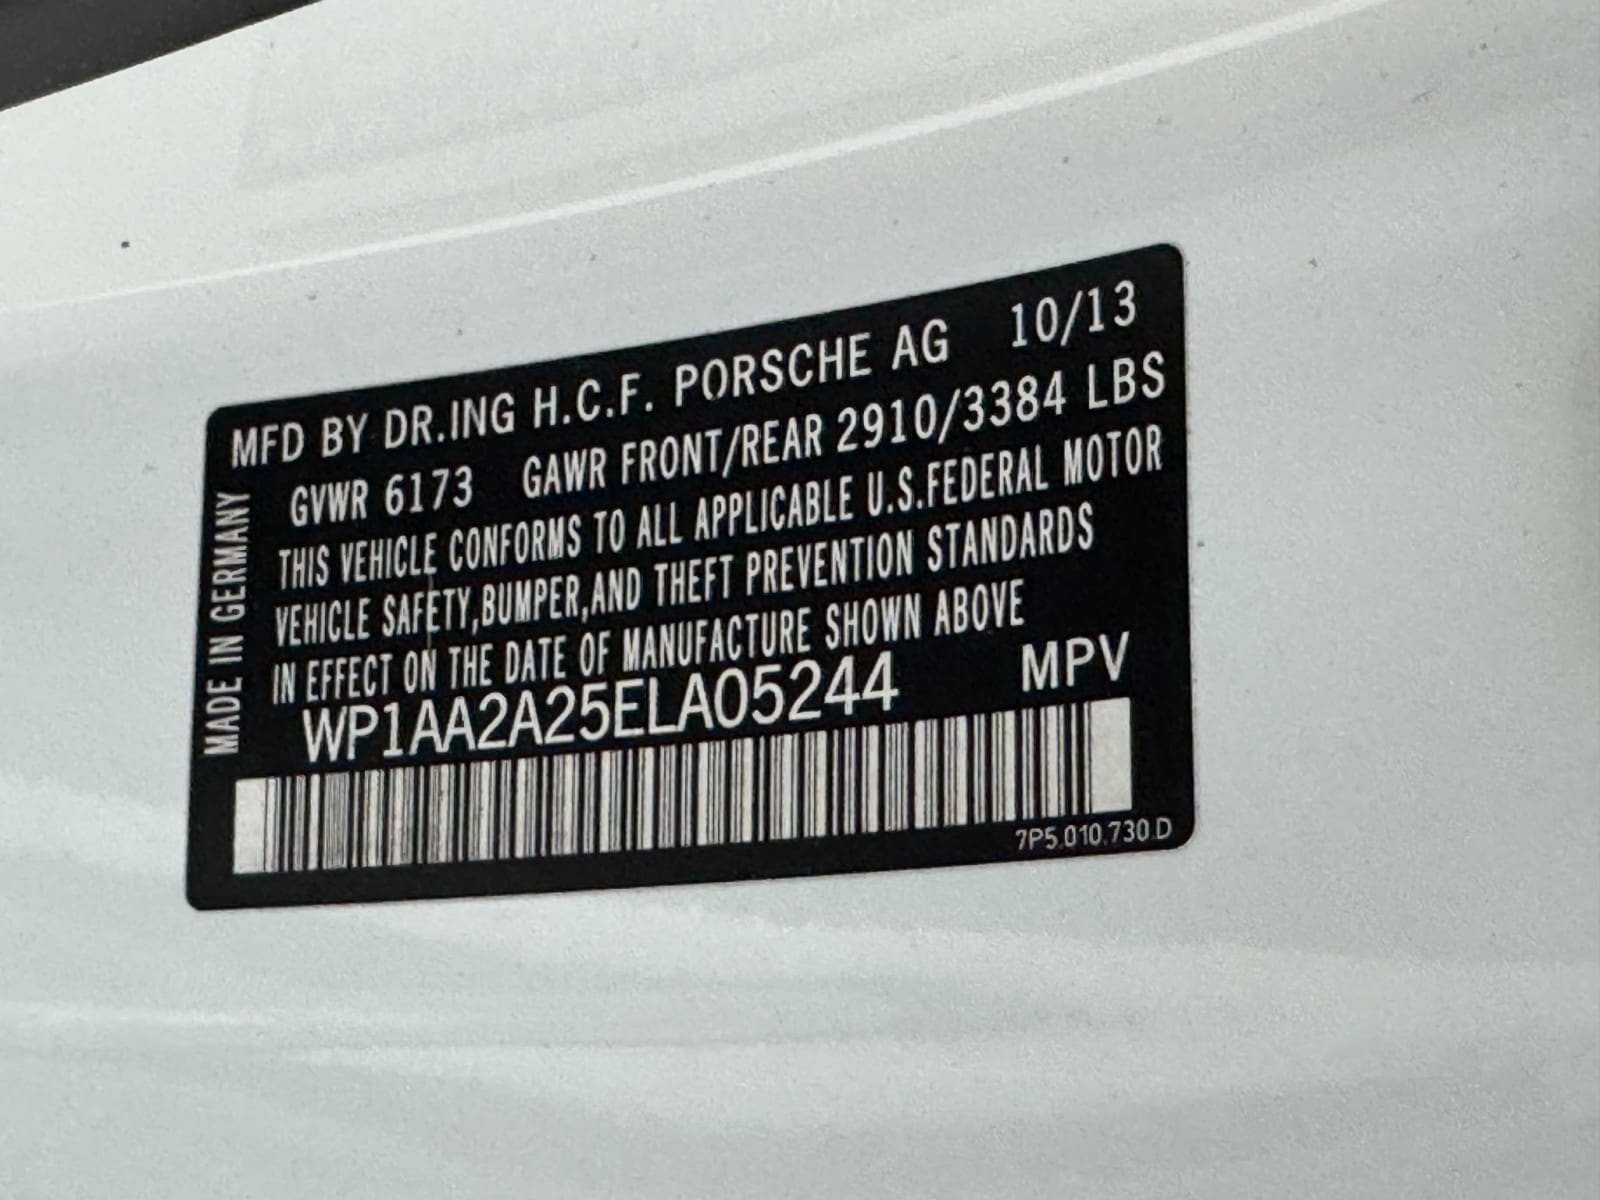 MFD BY DR.ING H.C.F. PORSCHE AG 10/13
GVWR 6173 GAWR FRONT/REAR 2910/3384 LBS
THIS VEHICLE CONFORMS TO ALL APPLICABLE U.S.FEDERAL MOTOR
VEHICLE SAFETY,BUMPER,AND THEFT PREVENTION STANDARDS
IN EFFECT ON THE DATE OF MANUFACTURE SHOWN ABOVE
WP1AA2A25ELA05244 MPV
7P5.010.730.D
MADE IN GERMANY